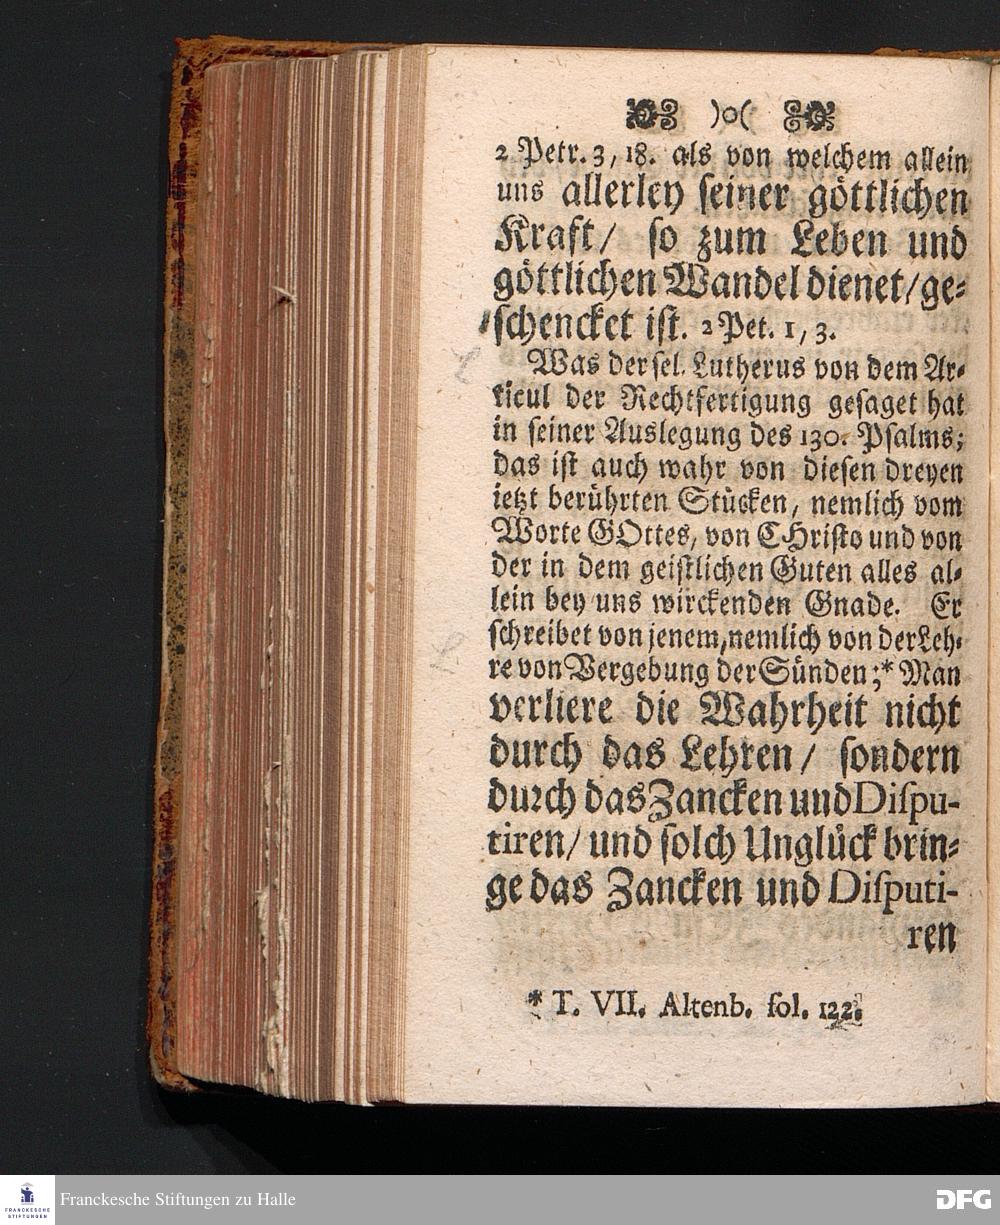 )o(
2 Petr. 3, 18. als von welchem allein
uns allerley seiner göttlichen
Kraft/ so zum Leben und
göttlichen Wandel dienet/ge-
schencket ist. 2 Pet. 1, 3.
Was der sel. Lutherus von dem Ar-
ticul der Rechtfertigung gesaget hat
in seiner Auslegung des 130. Psalms;
das ist auch wahr von diesen dreyen
ietzt berührten Stücken, nemlich vom
Worte GOttes, von CHristo und von
der in dem geistlichen Guten alles al-
lein bey uns wirckenden Gnade. Er
schreibet von jenem, nemlich von der Leh-
re von Vergebung der Sünden;* Man
verliere die Wahrheit nicht
durch das Lehren/ sondern
durch das Zancken und Dispu-
tiren/ und solch Unglück brin-
ge das Zancken und Disputi-
ren
* T. VII. Altenb. fol. 122.
FRANCKESCHE
STIFTUNGEN
Franckesche Stiftungen zu Halle
DFG